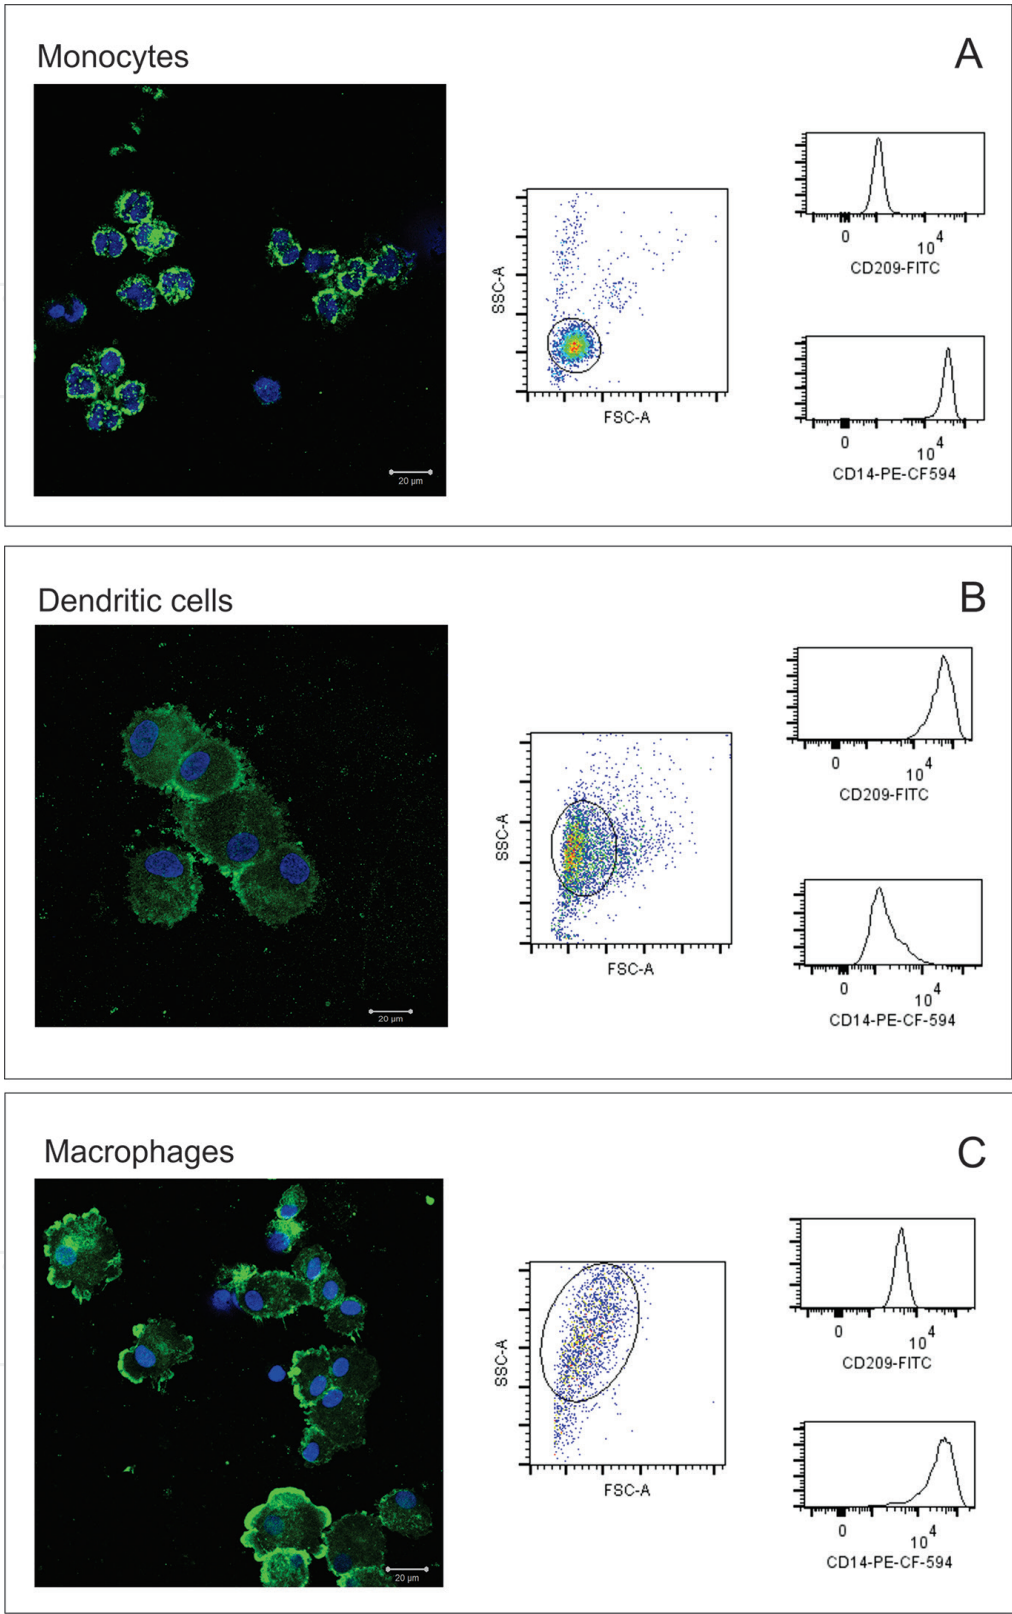 Monocytes
A
20 µm
SSC-A
FSC-A
0
10^4
CD209-FITC
0
10^4
CD14-PE-CF594
Dendritic cells
B
20 µm
SSC-A
FSC-A
0
10^4
CD209-FITC
0
10^4
CD14-PE-CF-594
Macrophages
C
20 µm
SSC-A
FSC-A
0
10^4
CD209-FITC
0
10^4
CD14-PE-CF-594